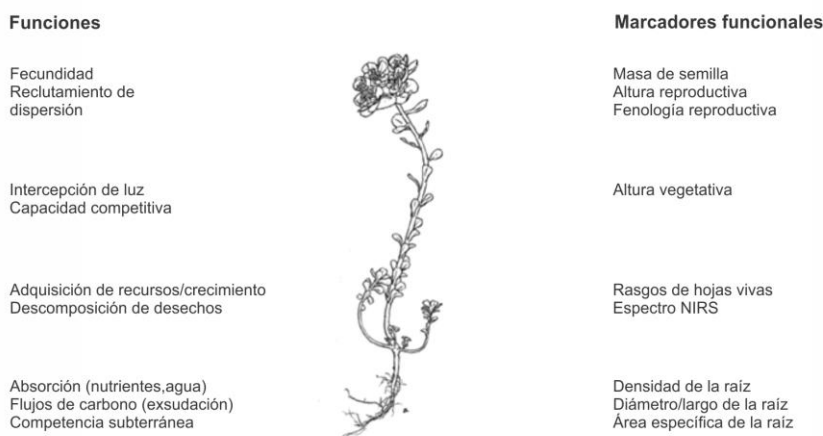 Funciones
Marcadores funcionales
Fecundidad
Reclutamiento de
dispersión
Masa de semilla
Altura reproductiva
Fenología reproductiva
Intercepción de luz
Capacidad competitiva
Altura vegetativa
Adquisición de recursos/crecimiento
Descomposición de desechos
Rasgos de hojas vivas
Espectro NIRS
Absorción (nutrientes,agua)
Flujos de carbono (exsudación)
Competencia subterránea
Densidad de la raíz
Diámetro/largo de la raíz
Área específica de la raíz